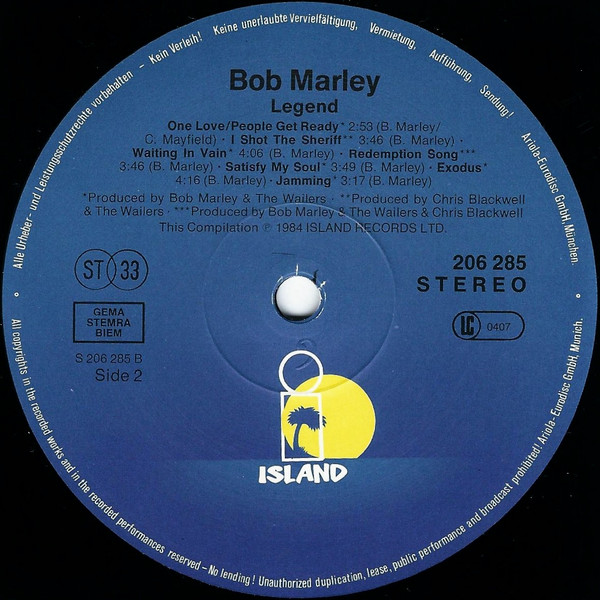 Alle Urheber- und Leistungsschutzrechte vorbehalten – Kein Verleih! Keine unerlaubte Vervielfältigung, Vermietung, Aufführung, Sendung! Ariola-Eurodisc GmbH, München.
Bob Marley
Legend
One Love/People Get Ready* 2:53 (B. Marley/
C. Mayfield) · I Shot The Sheriff** 3:46 (B. Marley) ·
Waiting In Vain* 4:06 (B. Marley) · Redemption Song***
3:46 (B. Marley) · Satisfy My Soul* 3:49 (B. Marley) · Exodus*
4:16 (B. Marley) · Jamming* 3:17 (B. Marley)
*Produced by Bob Marley & The Wailers · **Produced by Chris Blackwell
& The Wailers · ***Produced by Bob Marley & The Wailers & Chris Blackwell
This Compilation ℗ 1984 ISLAND RECORDS LTD.
ST 33
206 285
STEREO
GEMA
STEMRA
BIEM
LC 0407
S 206 285 B
Side 2
ISLAND
All copyrights in the recorded works and in the recorded performances reserved – No lending! Unauthorized duplication, lease, public performance and broadcast prohibited! Ariola-Eurodisc GmbH, Munich.